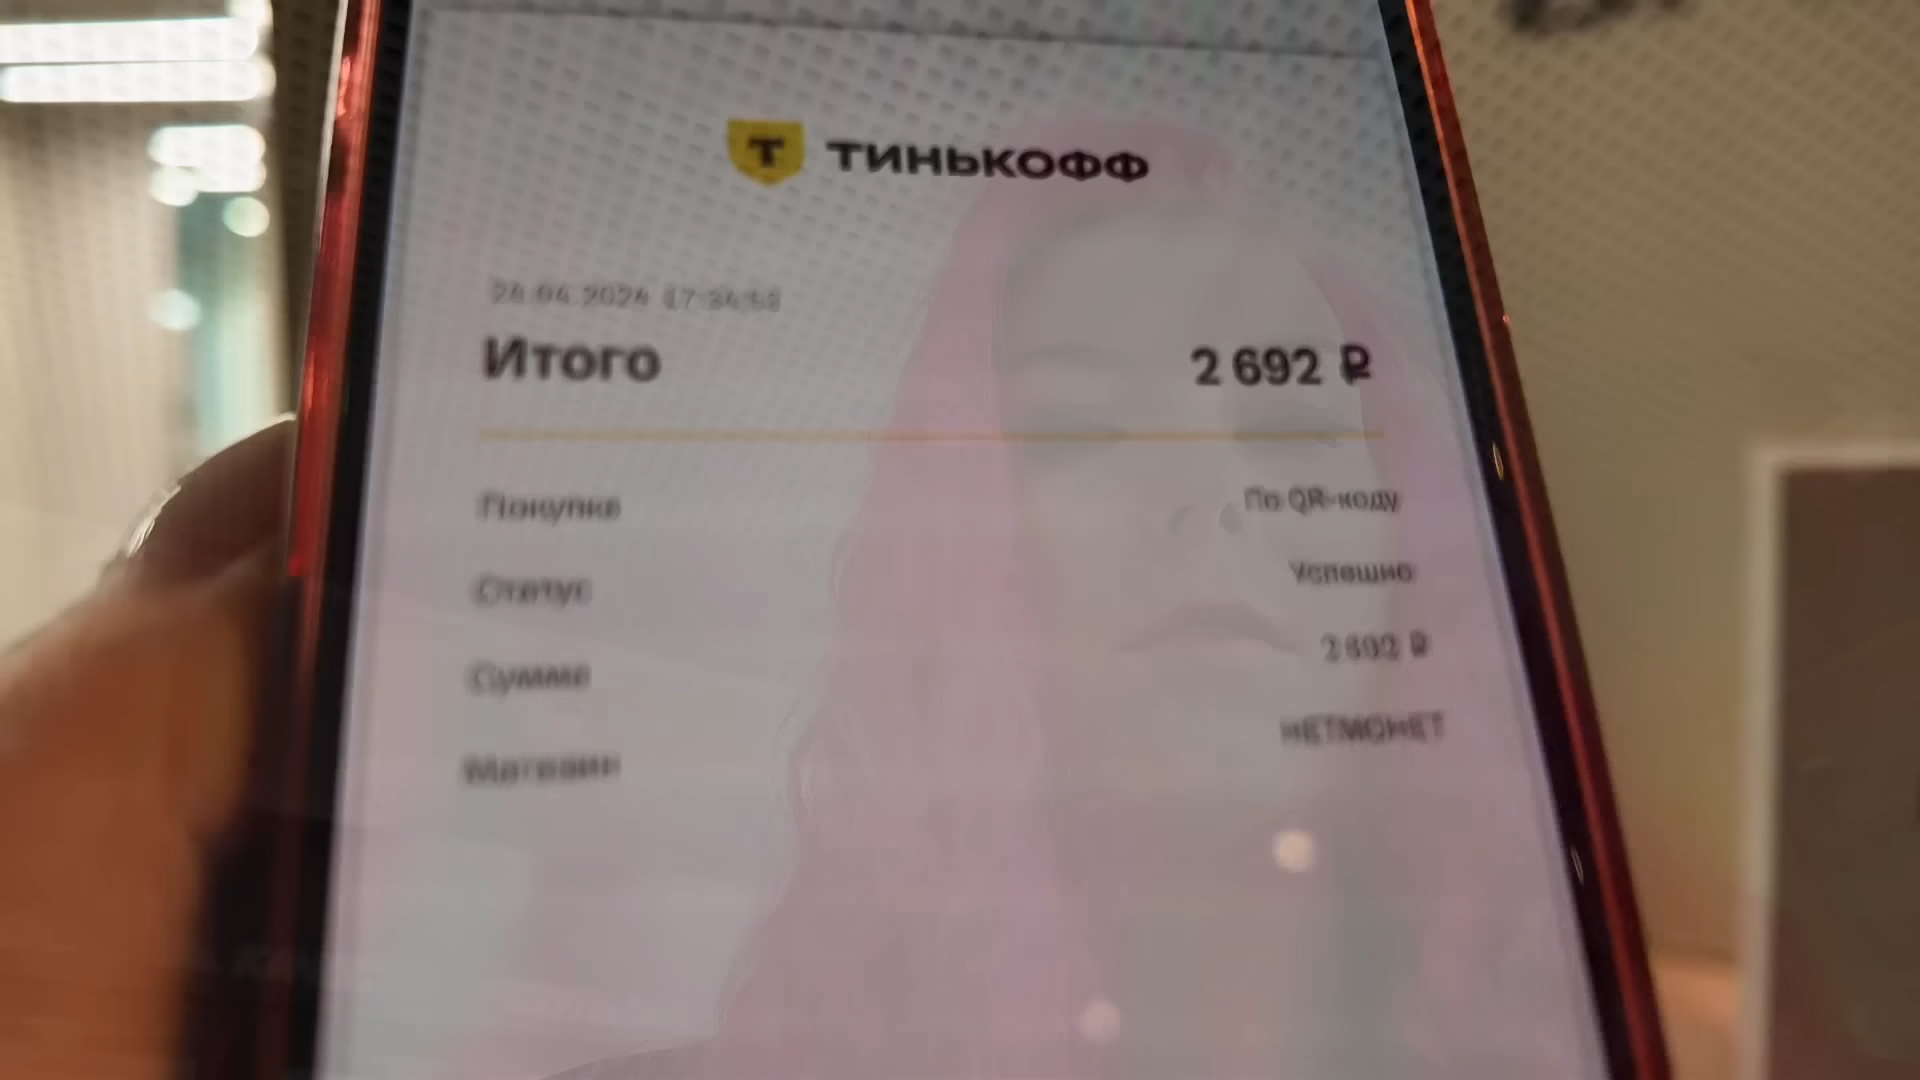 Т ТИНЬКОФФ
Итого 2 692 ₽
Покупка По QR-коду
Статус Успешно
Сумма 2 692 ₽
Магазин НЕТМОНЕТ